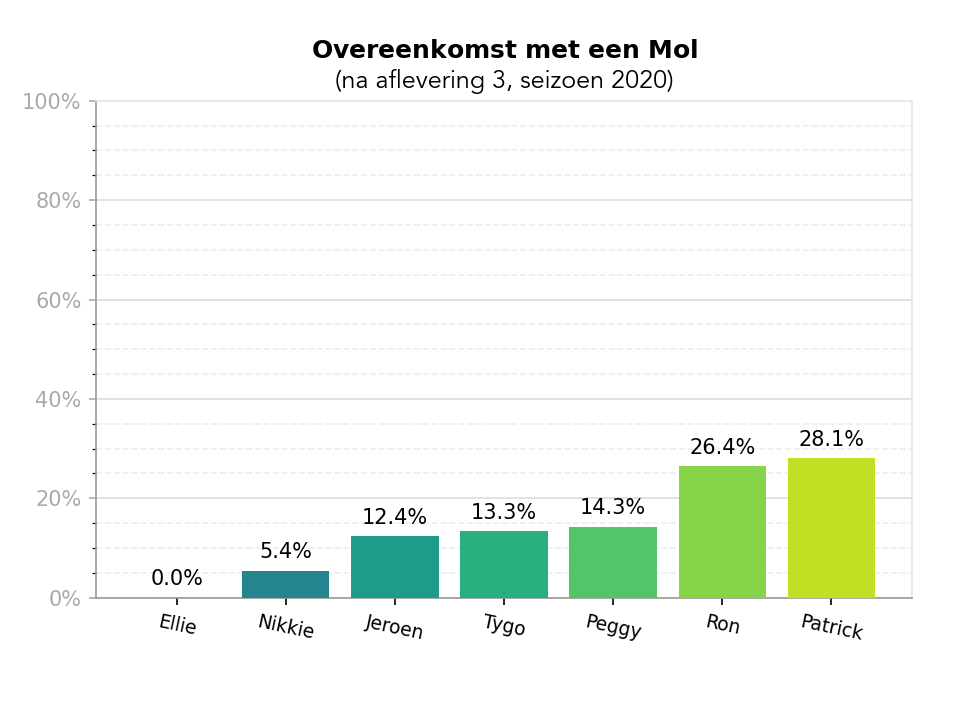 Overeenkomst met een Mol
(na aflevering 3, seizoen 2020)
100%
80%
60%
40%
20%
0%
0.0%
5.4%
12.4%
13.3%
14.3%
26.4%
28.1%
Ellie
Nikkie
Jeroen
Tygo
Peggy
Ron
Patrick